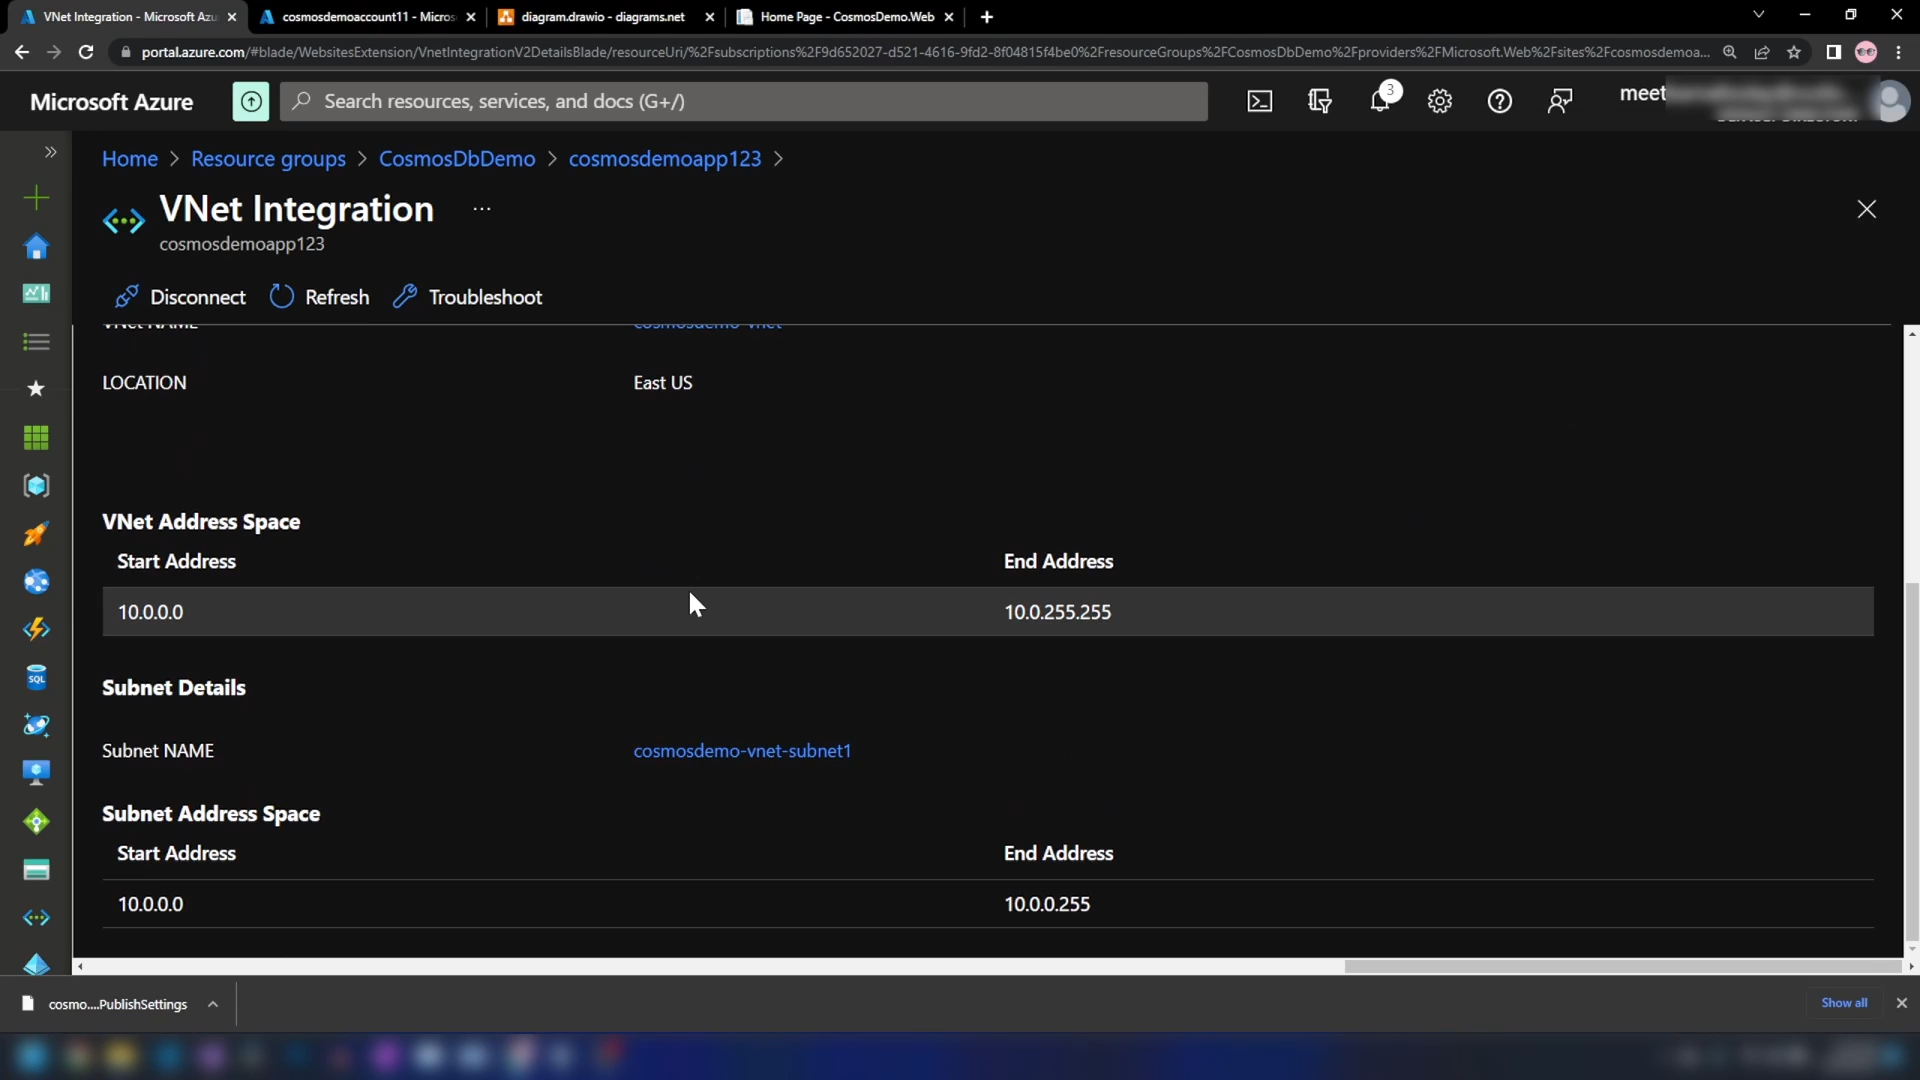 VNet Integration - Microsoft Azu
cosmosdemoaccount11 - Micros
diagram.drawio - diagrams.net
Home Page - CosmosDemo.Web
portal.azure.com/#blade/WebsitesExtension/VnetIntegrationV2DetailsBlade/resourceUri/%2Fsubscriptions%2F9d652027-d521-4616-9fd2-8f04815f4be0%2FresourceGroups%2FCosmosDbDemo%2Fproviders%2FMicrosoft.Web%2Fsites%2Fcosmosdemoa...
Microsoft Azure
Search resources, services, and docs (G+/)
3
meet
Home > Resource groups > CosmosDbDemo > cosmosdemoapp123 >
VNet Integration ...
cosmosdemoapp123
Disconnect Refresh Troubleshoot
VNet NAME cosmosdemo-vnet
LOCATION East US
VNet Address Space
Start Address End Address
10.0.0.0 10.0.255.255
Subnet Details
Subnet NAME cosmosdemo-vnet-subnet1
Subnet Address Space
Start Address End Address
10.0.0.0 10.0.0.255
SQL
cosmo....PublishSettings
Show all